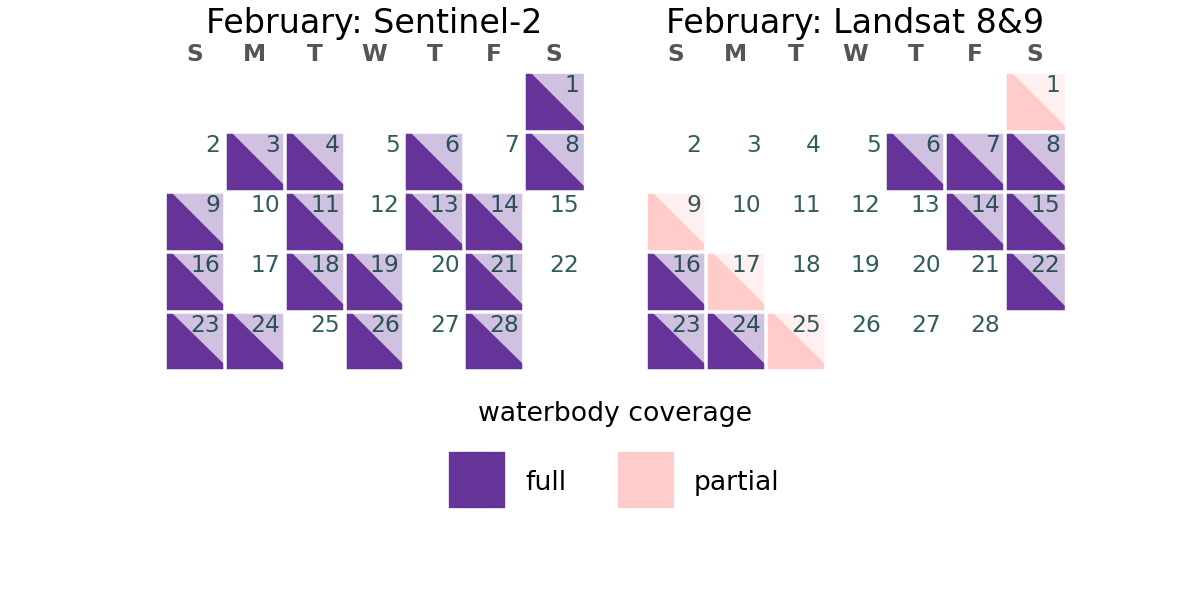 February: Sentinel-2
S M T W T F S
1
2 3 4 5 6 7 8
9 10 11 12 13 14 15
16 17 18 19 20 21 22
23 24 25 26 27 28
February: Landsat 8&9
S M T W T F S
1
2 3 4 5 6 7 8
9 10 11 12 13 14 15
16 17 18 19 20 21 22
23 24 25 26 27 28
waterbody coverage
full
partial